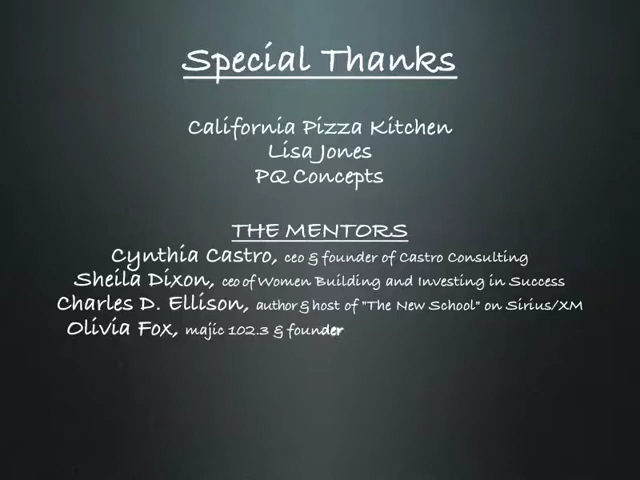 Special Thanks
California Pizza Kitchen
Lisa Jones
PQ Concepts
THE MENTORS
Cynthia Castro, ceo & founder of Castro Consulting
Sheila Dixon, ceo of Women Building and Investing in Success
Charles D. Ellison, author & host of "The New School" on Sirius/XM
Olivia Fox, majic 102.3 & founder